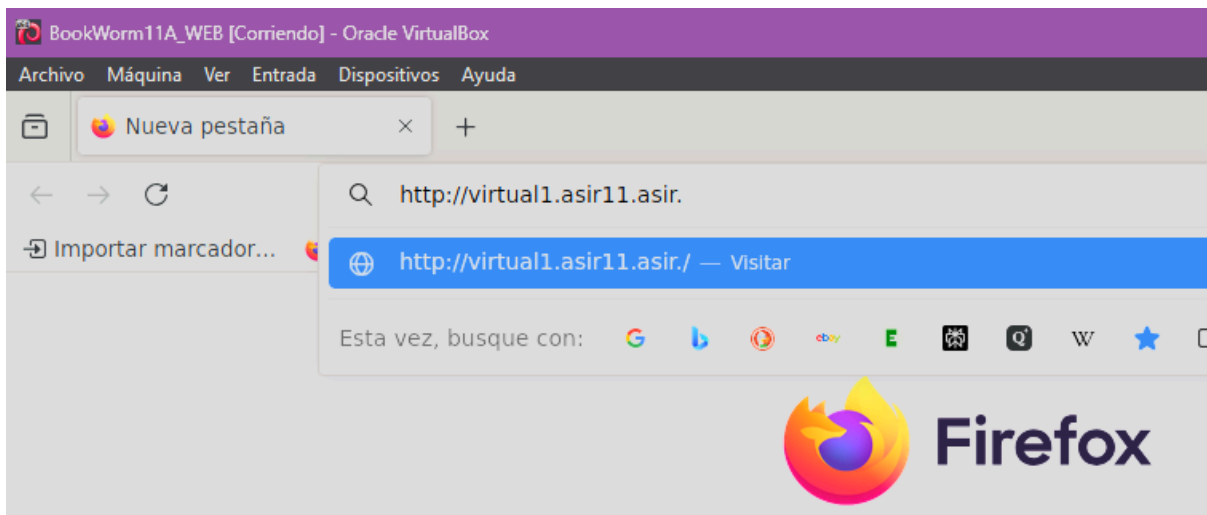 BookWorm11A_WEB [Corriendo] - Oracle VirtualBox
Archivo Máquina Ver Entrada Dispositivos Ayuda
Nueva pestaña
http://virtual1.asir11.asir.
Importar marcador...
http://virtual1.asir11.asir./ — Visitar
Esta vez, busque con:
Firefox